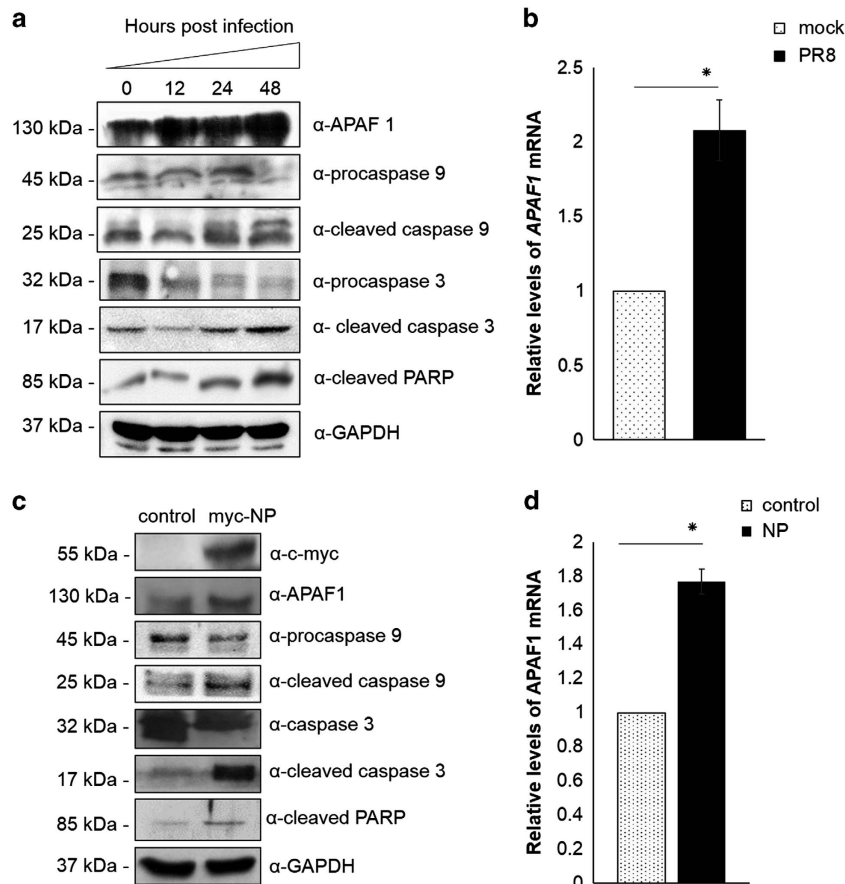 a
Hours post infection
0 12 24 48
130 kDa - α-APAF 1
45 kDa - α-procaspase 9
25 kDa - α-cleaved caspase 9
32 kDa - α-procaspase 3
17 kDa - α- cleaved caspase 3
85 kDa - α-cleaved PARP
37 kDa - α-GAPDH
b
mock
PR8
*
Relative levels of APAF1 mRNA
2.5
2
1.5
1
0.5
0
c
control myc-NP
55 kDa - α-c-myc
130 kDa - α-APAF1
45 kDa - α-procaspase 9
25 kDa - α-cleaved caspase 9
32 kDa - α-caspase 3
17 kDa - α-cleaved caspase 3
85 kDa - α-cleaved PARP
37 kDa - α-GAPDH
d
control
NP
*
Relative levels of APAF1 mRNA
2
1.8
1.6
1.4
1.2
1
0.8
0.6
0.4
0.2
0